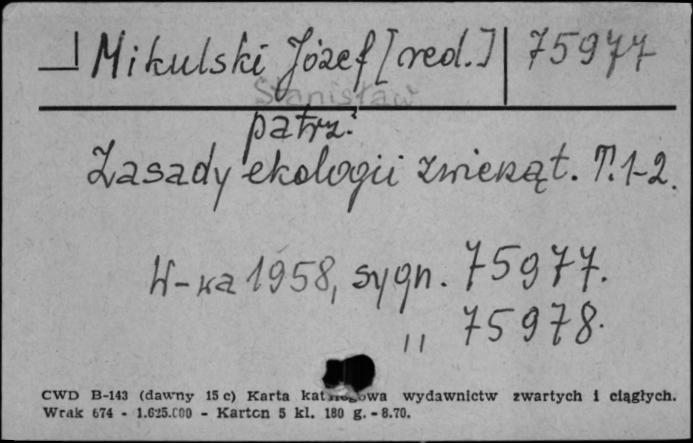 Mikulski Józef [red.] 75977
Stanisław
patrz:
Zasady ekologii zwierząt. T. 1-2.
W-wa 1958, sygn. 75977.
" 75978.
CWD B-143 (dawny 15 c) Karta katalogowa wydawnictw zwartych i ciągłych.
Wrak 674 - 1.625.000 - Karton 5 kl. 180 g. - 8.70.